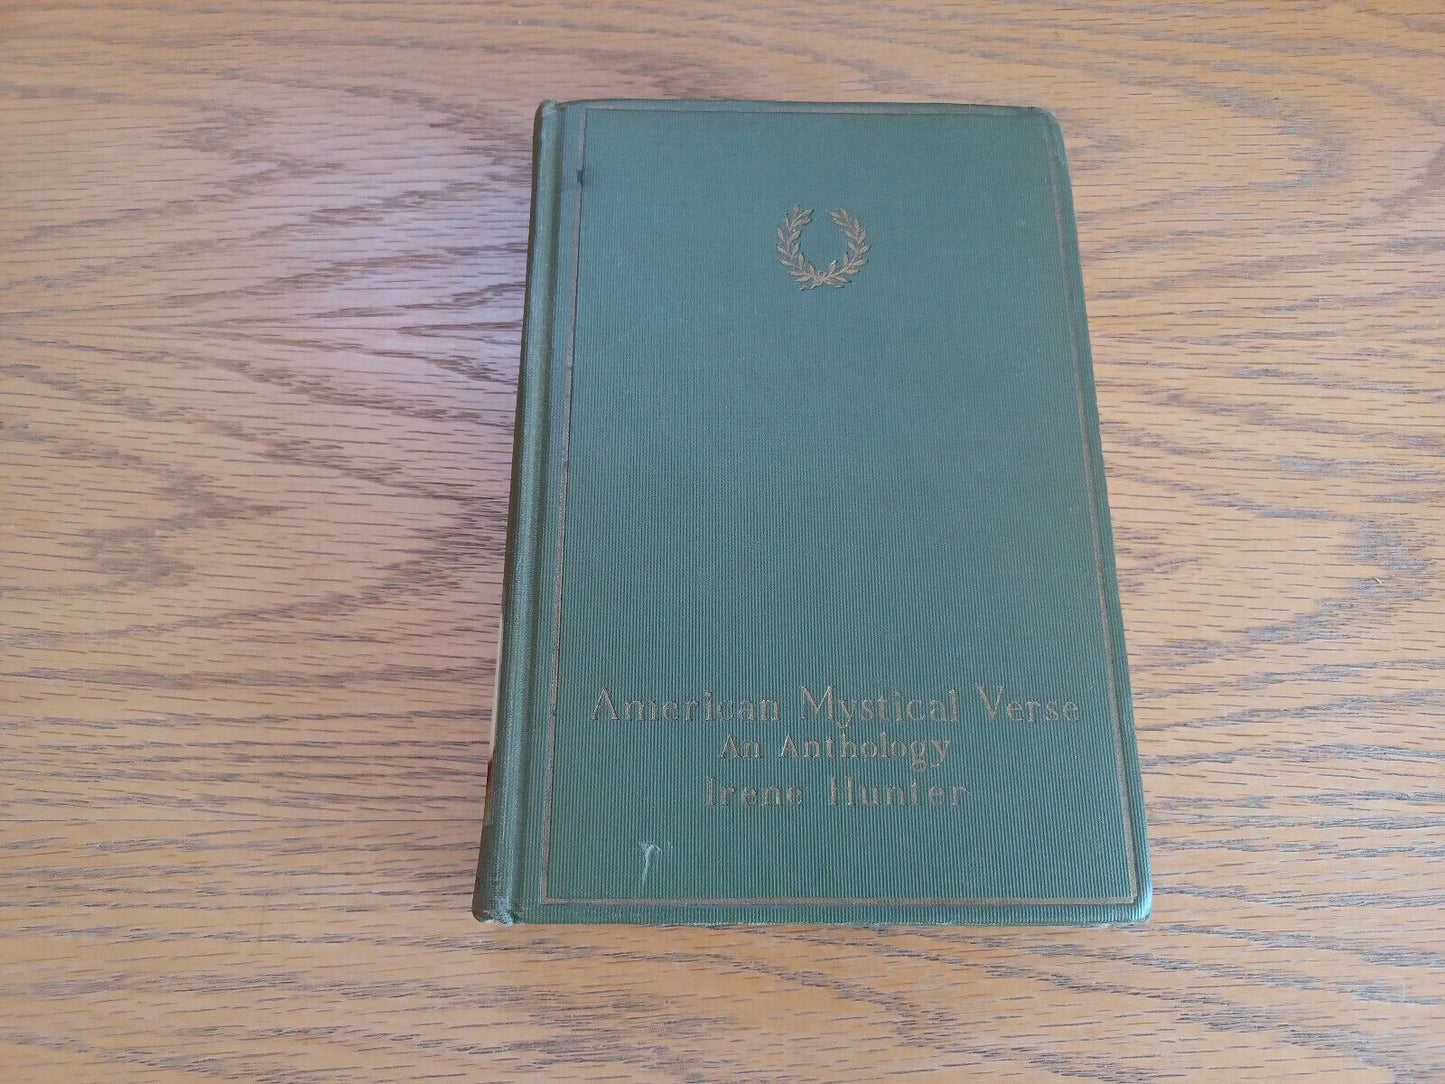 American Mystical Verse
An Anthology
Irene Hunter